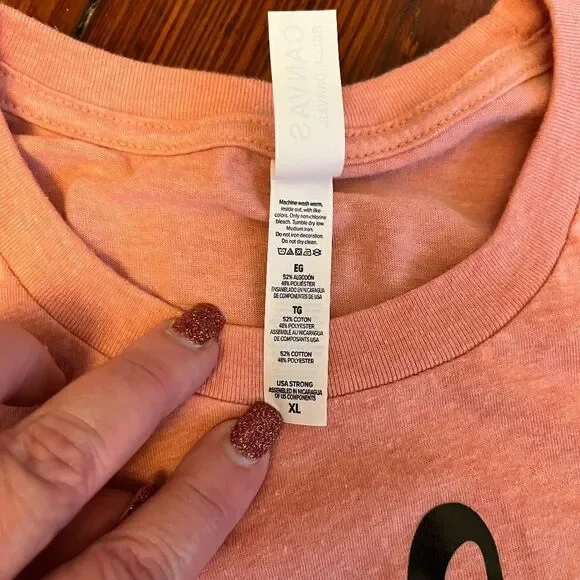 BELLA+CANVAS
CANVAS
Machine wash warm,
inside out, with like
colors. Only non-chlorine
bleach. Tumble dry low.
Medium iron.
Do not iron decoration.
Do not dry clean.
EG
52% ALGODÓN
48% POLIÉSTER
ENSAMBLADO EN NICARAGUA
DE COMPONENTES DE USA
TG
52% COTON
48% POLYESTER
ASSEMBLÉ AU NICARAGUA
DE COMPOSANTS USA
52% COTTON
48% POLYESTER
USA STRONG
ASSEMBLED IN NICARAGUA
OF US COMPONENTS
XL